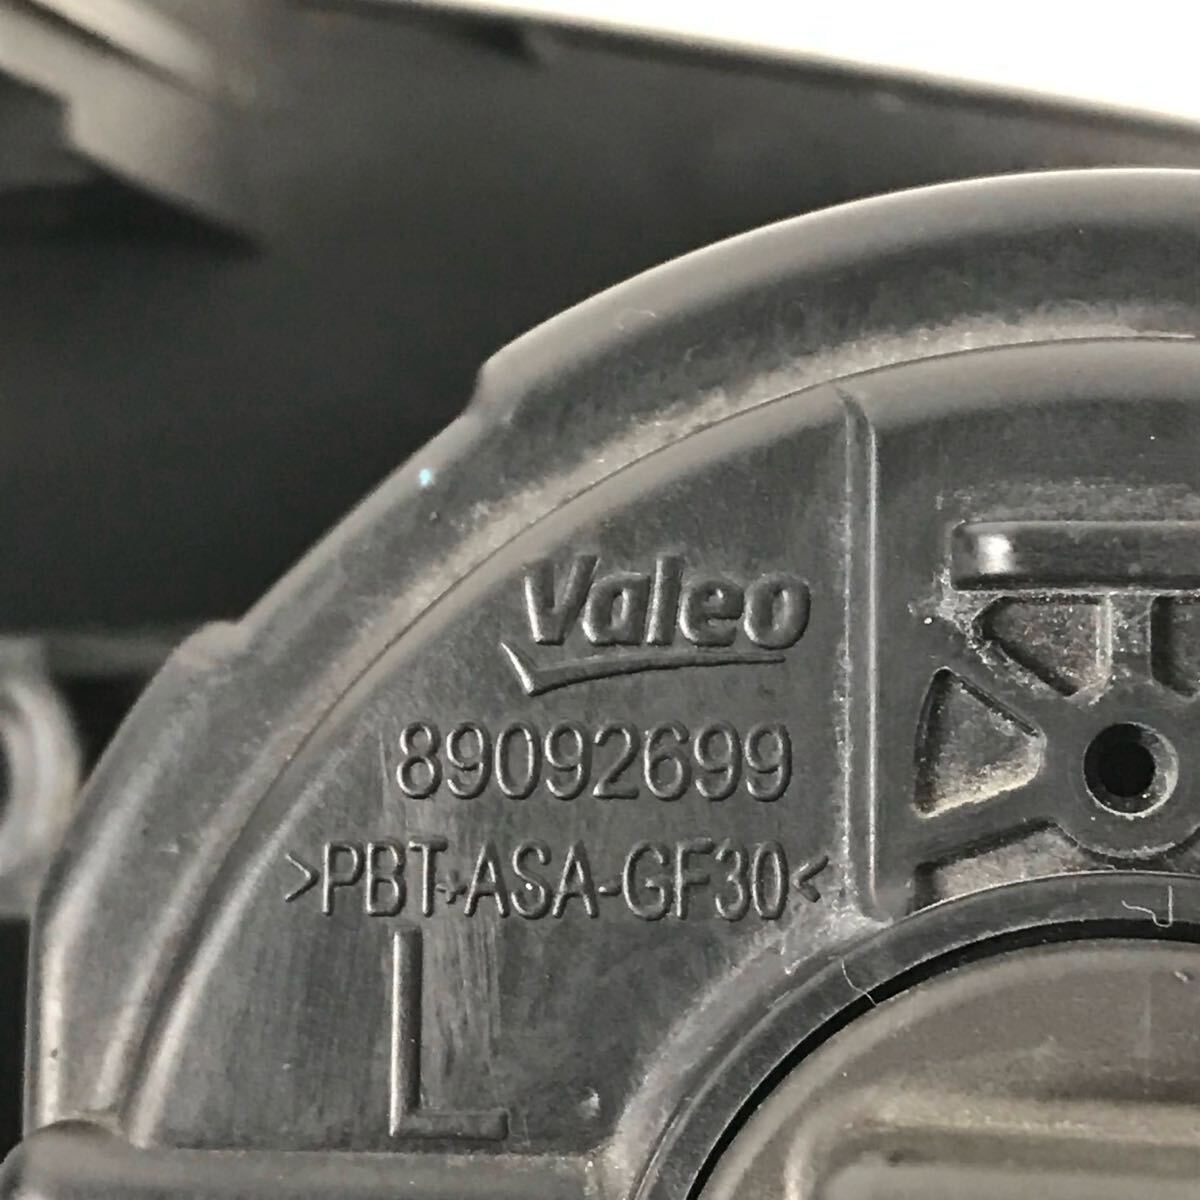 Valeo
89092699
>PBT+ASA-GF30<
L